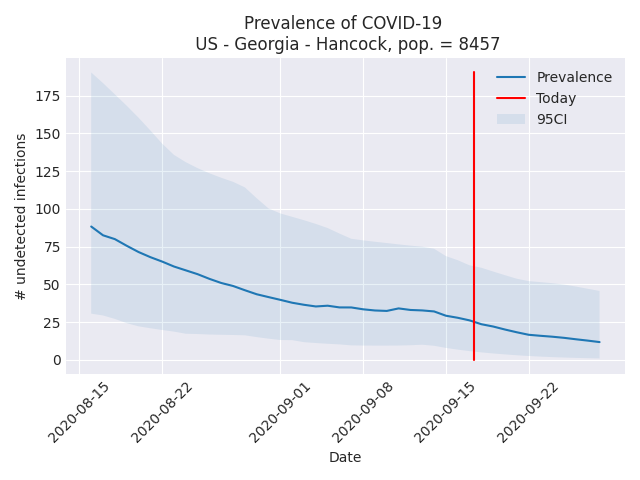 Prevalence of COVID-19
US - Georgia - Hancock, pop. = 8457
Prevalence
Today
95CI
# undetected infections
175
150
125
100
75
50
25
0
2020-08-15
2020-08-22
2020-09-01
2020-09-08
2020-09-15
2020-09-22
Date